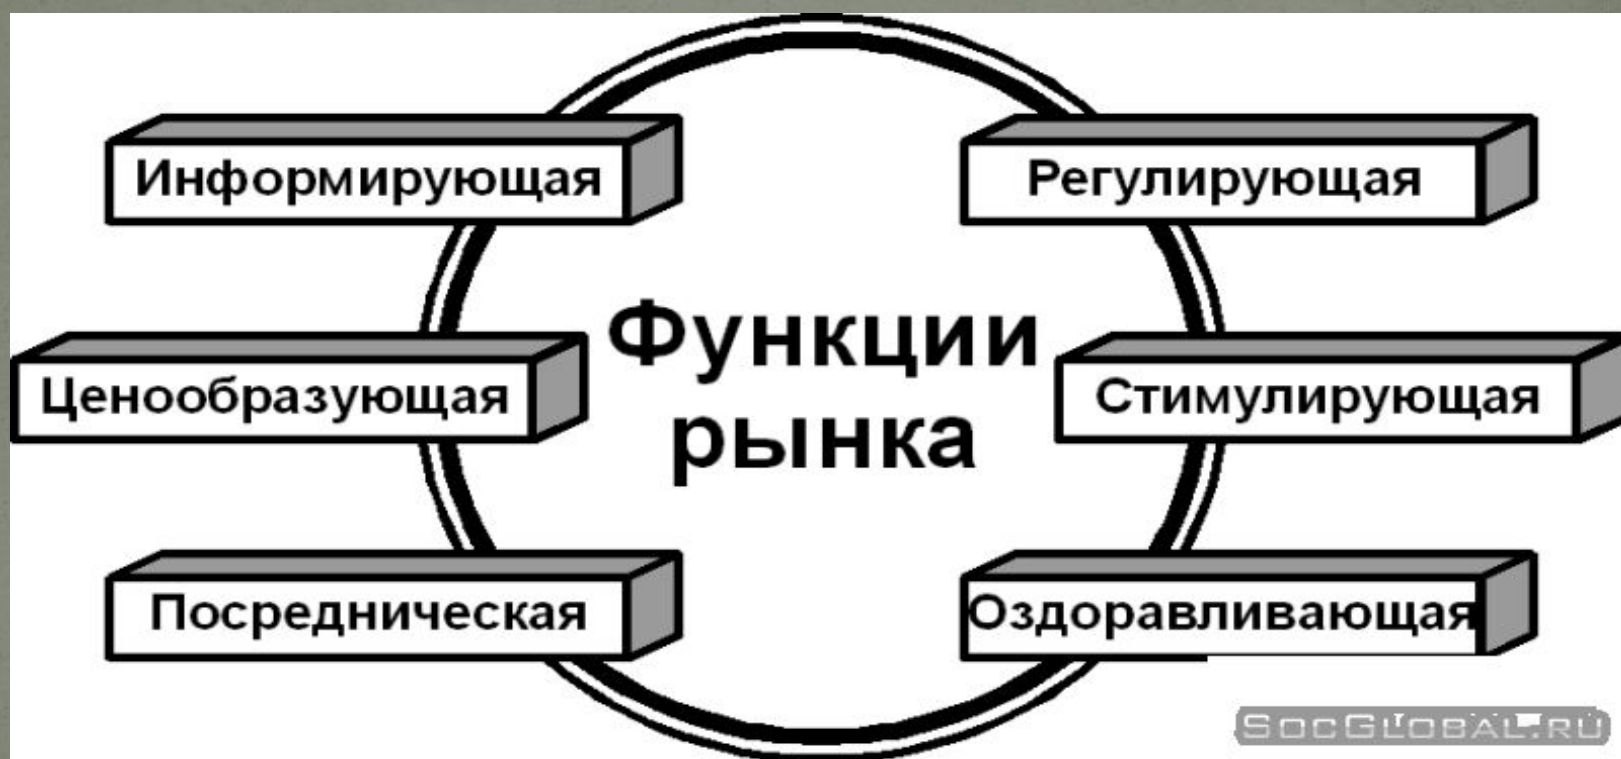 Информирующая
Регулирующая
Функции
рынка
Ценообразующая
Стимулирующая
Посредническая
Оздоравливающая
SOCGLOBAL.RU